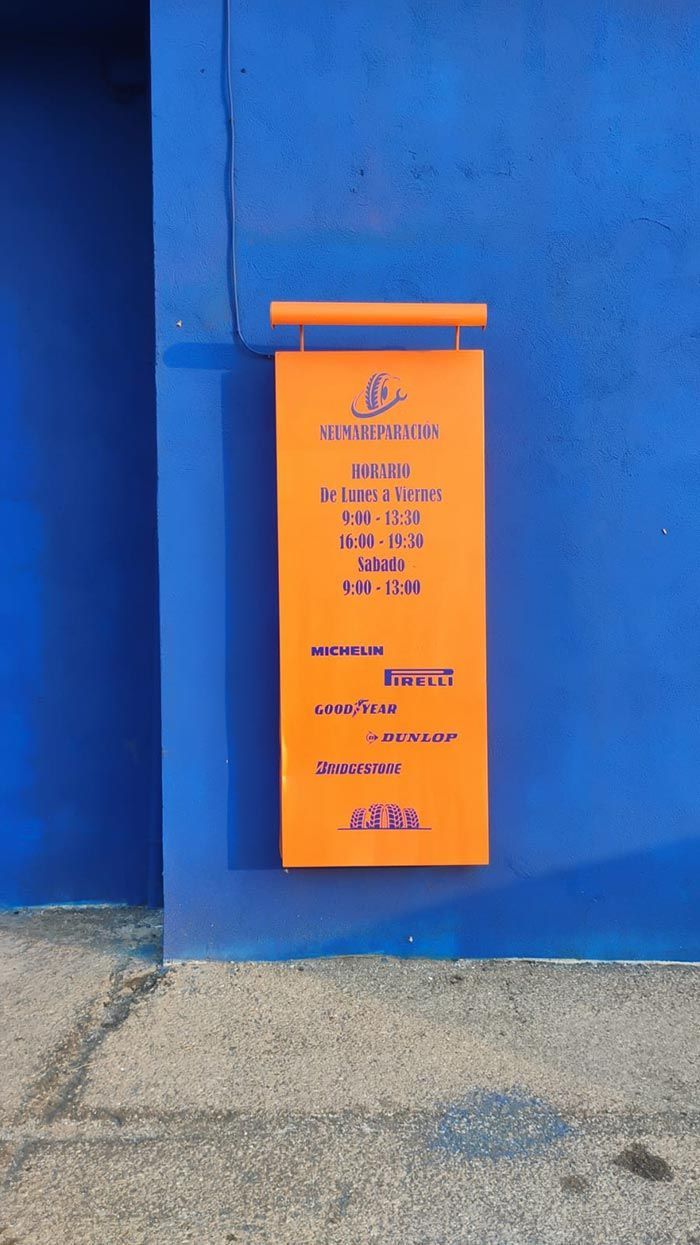 NEUMAREPARACIÓN
HORARIO
De Lunes a Viernes
9:00 - 13:30
16:00 - 19:30
Sabado
9:00 - 13:00
MICHELIN
PIRELLI
GOODYEAR
DUNLOP
BRIDGESTONE